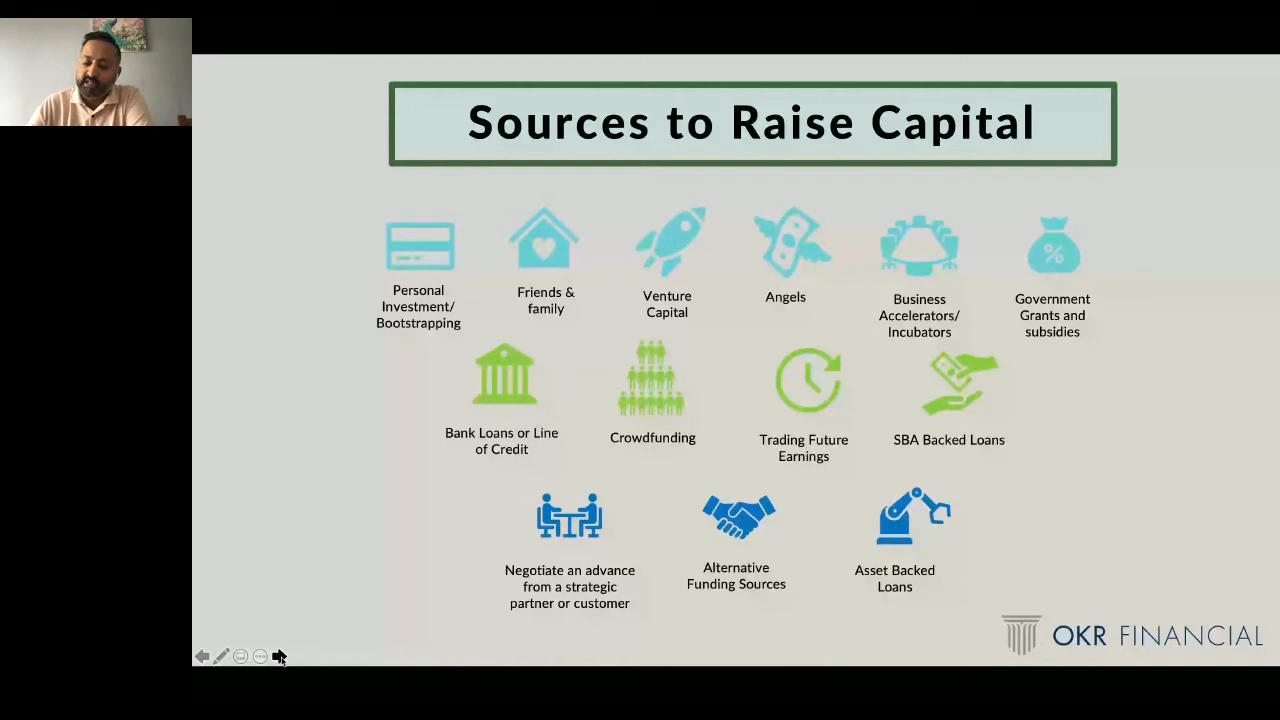 Sources to Raise Capital
Personal
Investment/
Bootstrapping
Friends &
family
Venture
Capital
Angels
Business
Accelerators/
Incubators
Government
Grants and
subsidies
%
Bank Loans or Line
of Credit
Crowdfunding
Trading Future
Earnings
SBA Backed Loans
Negotiate an advance
from a strategic
partner or customer
Alternative
Funding Sources
Asset Backed
Loans
OKR FINANCIAL